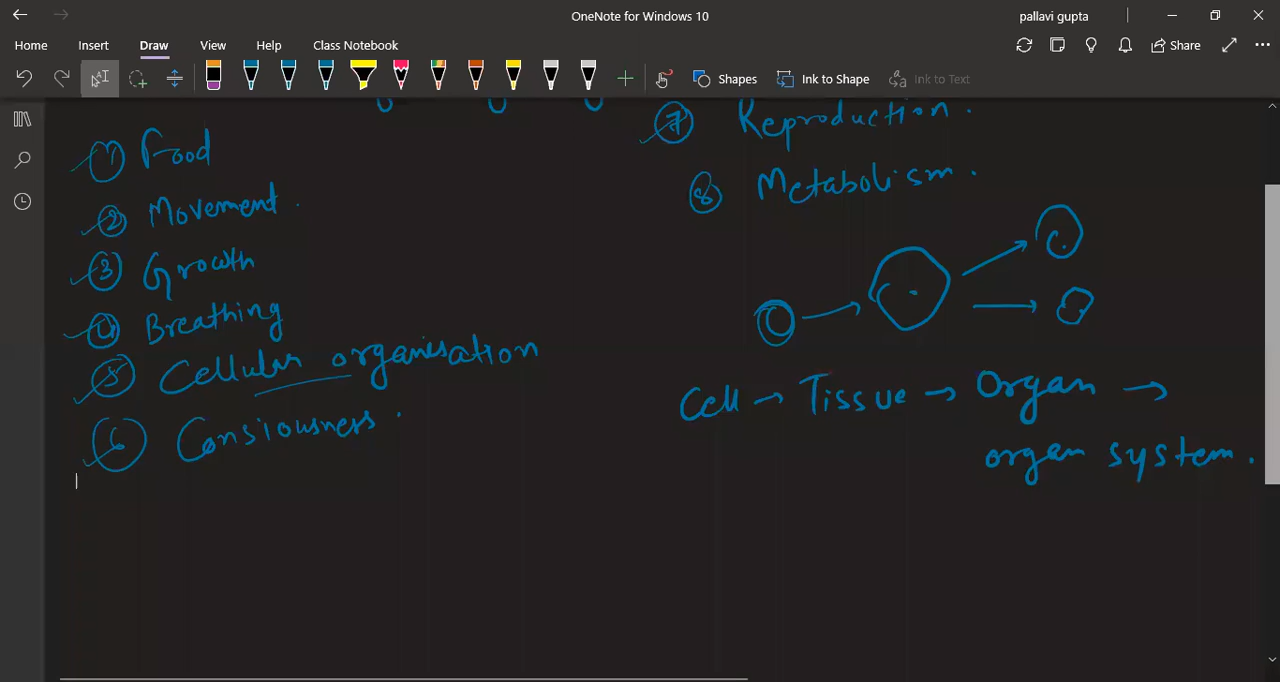 OneNote for Windows 10
pallavi gupta
Home Insert Draw View Help Class Notebook
Share
Shapes Ink to Shape Ink to Text
① Food
② Movement.
③ Growth
④ Breathing
⑤ Cellular organisation
⑥ Consiousness.
⑦ Reproduction.
⑧ Metabolism.
Cell → Tissue → Organ →
organ system.